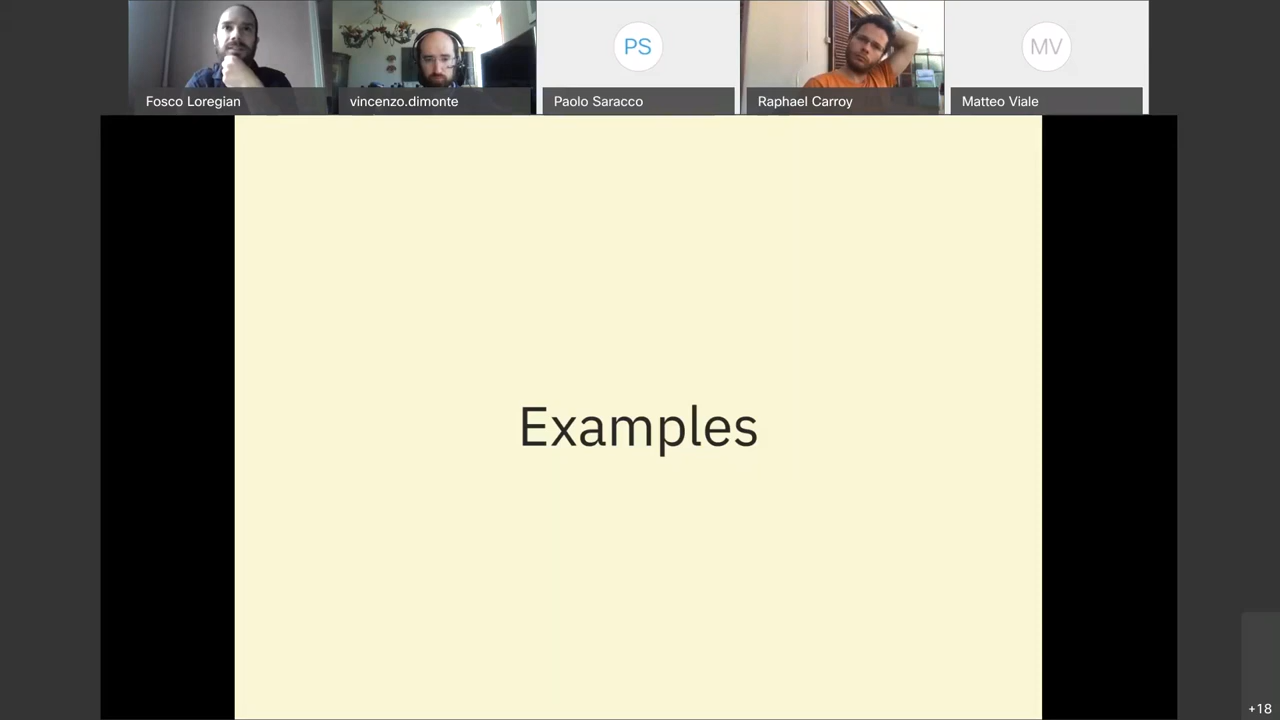 PS
MV
Fosco Loregian
vincenzo.dimonte
Paolo Saracco
Raphael Carroy
Matteo Viale
Examples
+18